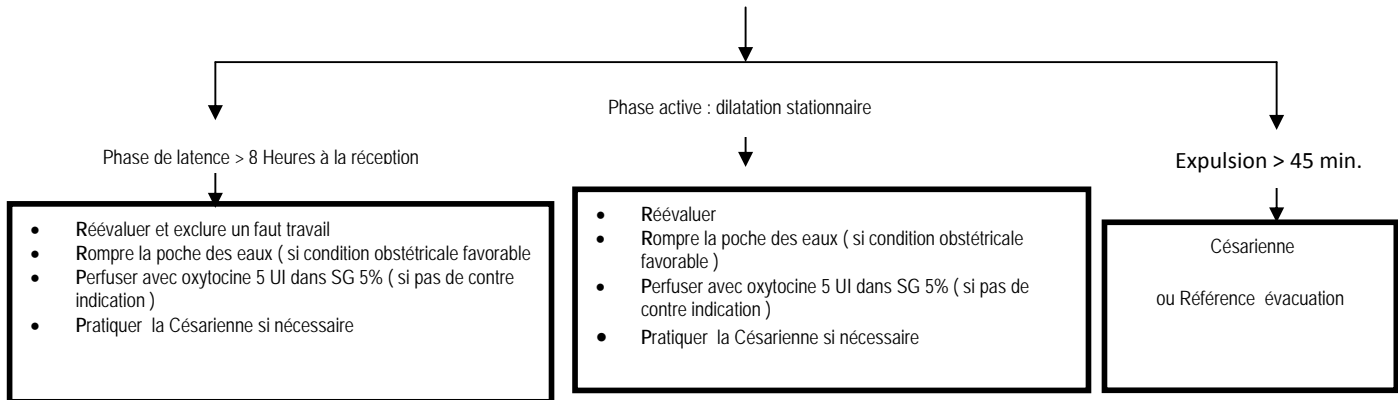 Phase de latence > 8 Heures à la réception
• Réévaluer et exclure un faut travail
• Rompre la poche des eaux ( si condition obstétricale favorable
• Perfuser avec oxytocine 5 UI dans SG 5% ( si pas de contre
indication )
• Pratiquer la Césarienne si nécessaire
Phase active : dilatation stationnaire
• Réévaluer
• Rompre la poche des eaux ( si condition obstétricale
favorable )
• Perfuser avec oxytocine 5 UI dans SG 5% ( si pas de
contre indication )
• Pratiquer la Césarienne si nécessaire
Expulsion > 45 min.
Césarienne
ou Référence évacuation